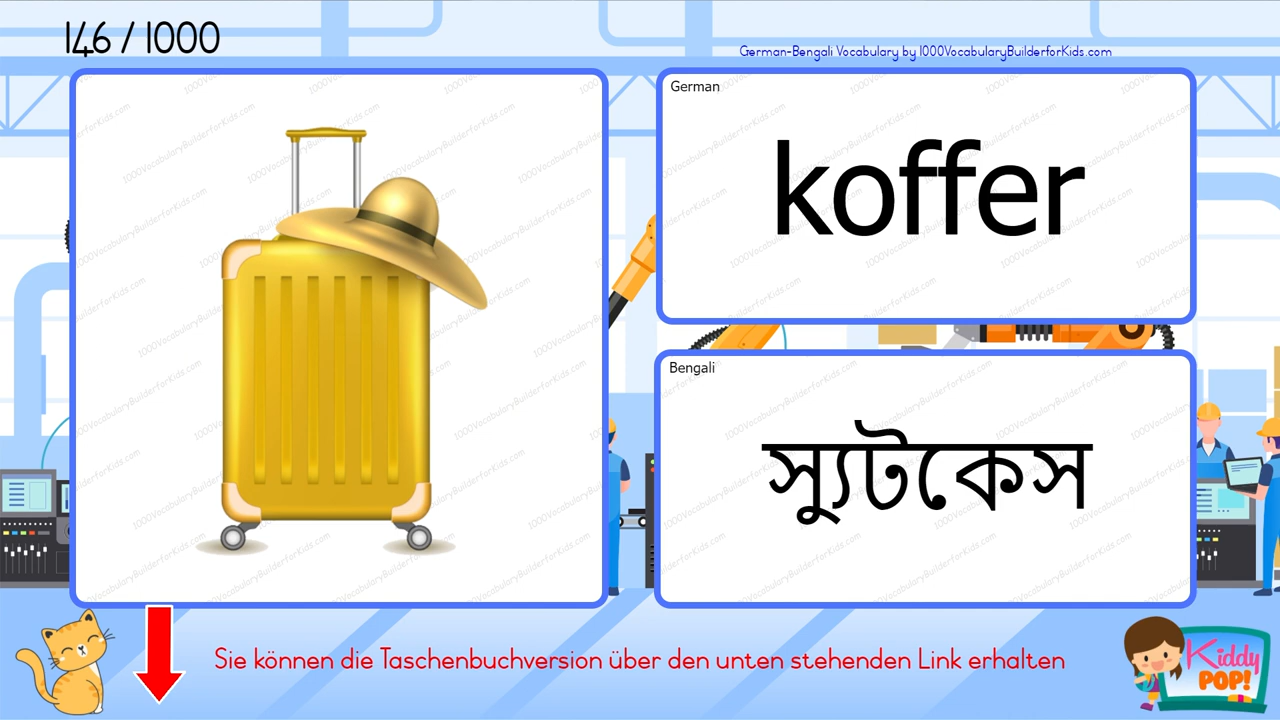 146 / 1000
German-Bengali Vocabulary by 1000VocabularyBuilderforKids.com
German
koffer
Bengali
স্যুটকেস
Sie können die Taschenbuchversion über den unten stehenden Link erhalten
Kiddy
POP!